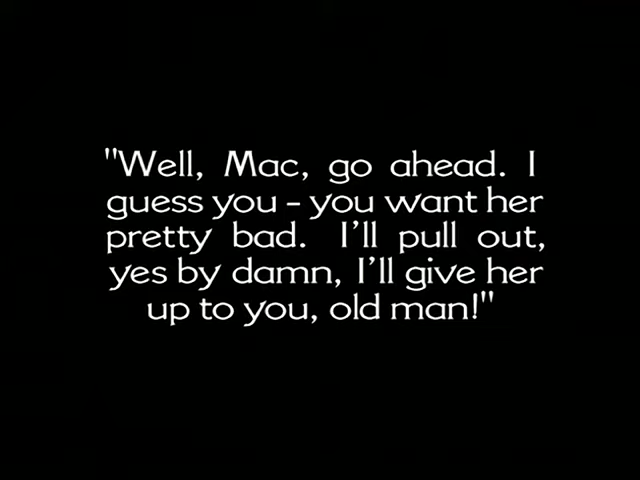 "Well, Mac, go ahead. I
guess you - you want her
pretty bad. I'll pull out,
yes by damn, I'll give her
up to you, old man!"